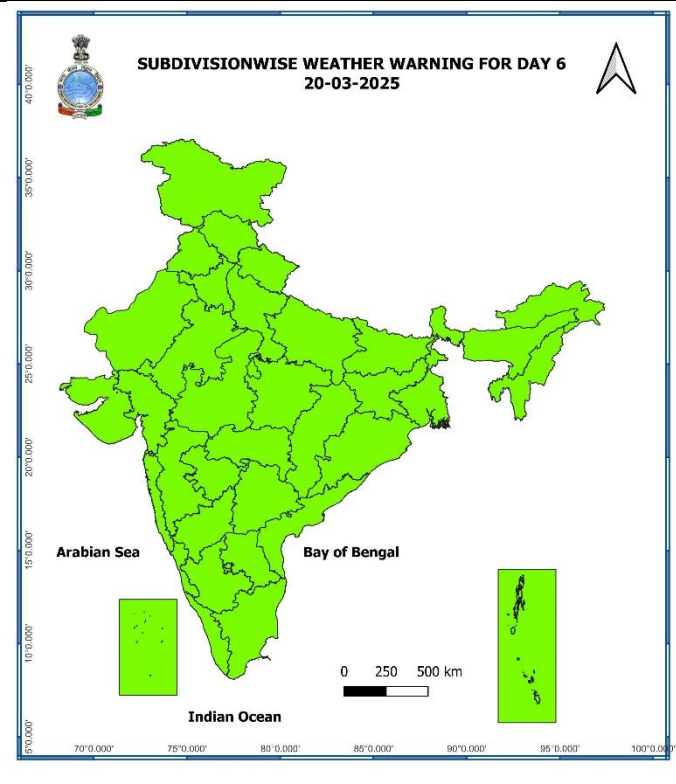 SUBDIVISIONWISE WEATHER WARNING FOR DAY 6
20-03-2025
40°0.000'
35°0.000'
30°0.000'
25°0.000'
20°0.000'
15°0.000'
10°0.000'
5°0.000'
Arabian Sea
Bay of Bengal
0 250 500 km
Indian Ocean
70°0.000' 75°0.000' 80°0.000' 85°0.000' 90°0.000' 95°0.000' 100°0.000'